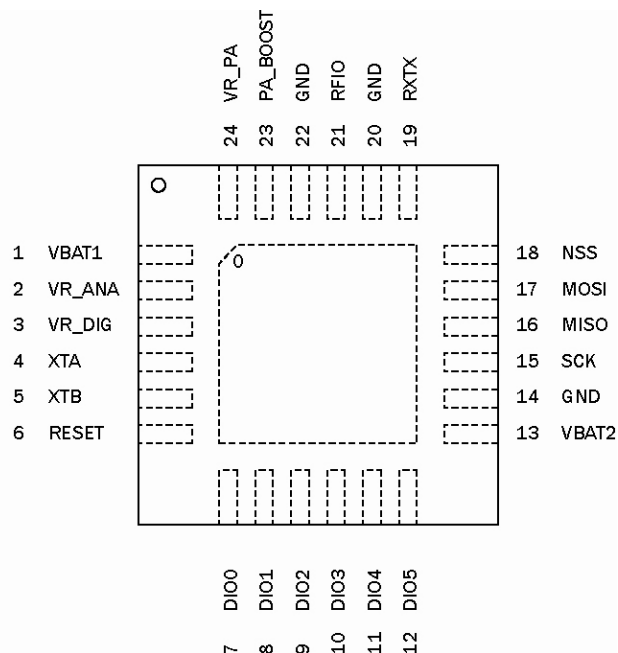 VR_PA
PA_BOOST
GND
RFIO
GND
RXTX
24
23
22
21
20
19
1 VBAT1
2 VR_ANA
3 VR_DIG
4 XTA
5 XTB
6 RESET
18 NSS
17 MOSI
16 MISO
15 SCK
14 GND
13 VBAT2
0
DIO0
DIO1
DIO2
DIO3
DIO4
DIO5
7
8
9
10
11
12